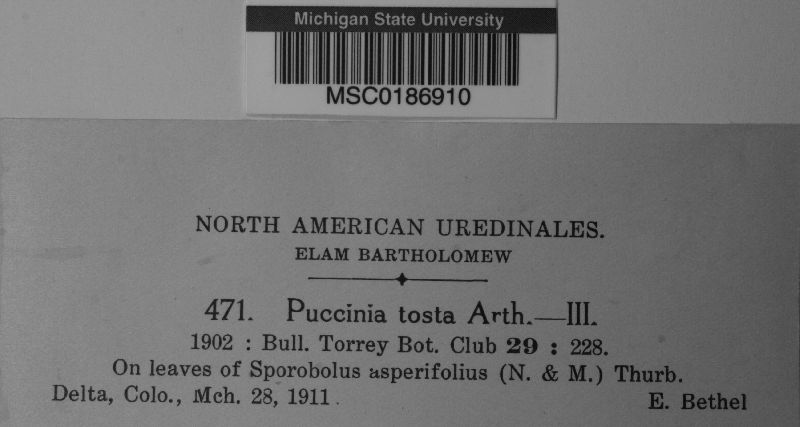 Michigan State University
MSC0186910
NORTH AMERICAN UREDINALES.
ELAM BARTHOLOMEW
471. Puccinia tosta Arth.—III.
1902 : Bull. Torrey Bot. Club 29 : 228.
On leaves of Sporobolus asperifolius (N. & M.) Thurb.
Delta, Colo., Mch. 28, 1911. E. Bethel